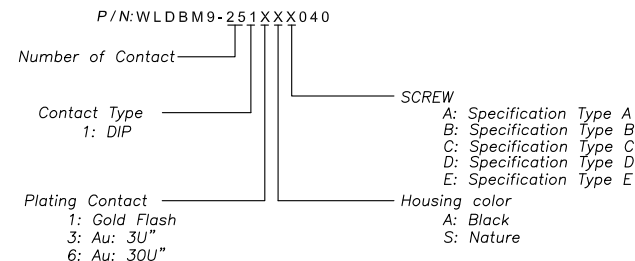 P/N:WLDBM9-251XXX040
Number of Contact
SCREW
A: Specification Type A
B: Specification Type B
C: Specification Type C
D: Specification Type D
E: Specification Type E
Contact Type
1: DIP
Plating Contact
1: Gold Flash
3: Au: 3U"
6: Au: 30U"
Housing color
A: Black
S: Nature